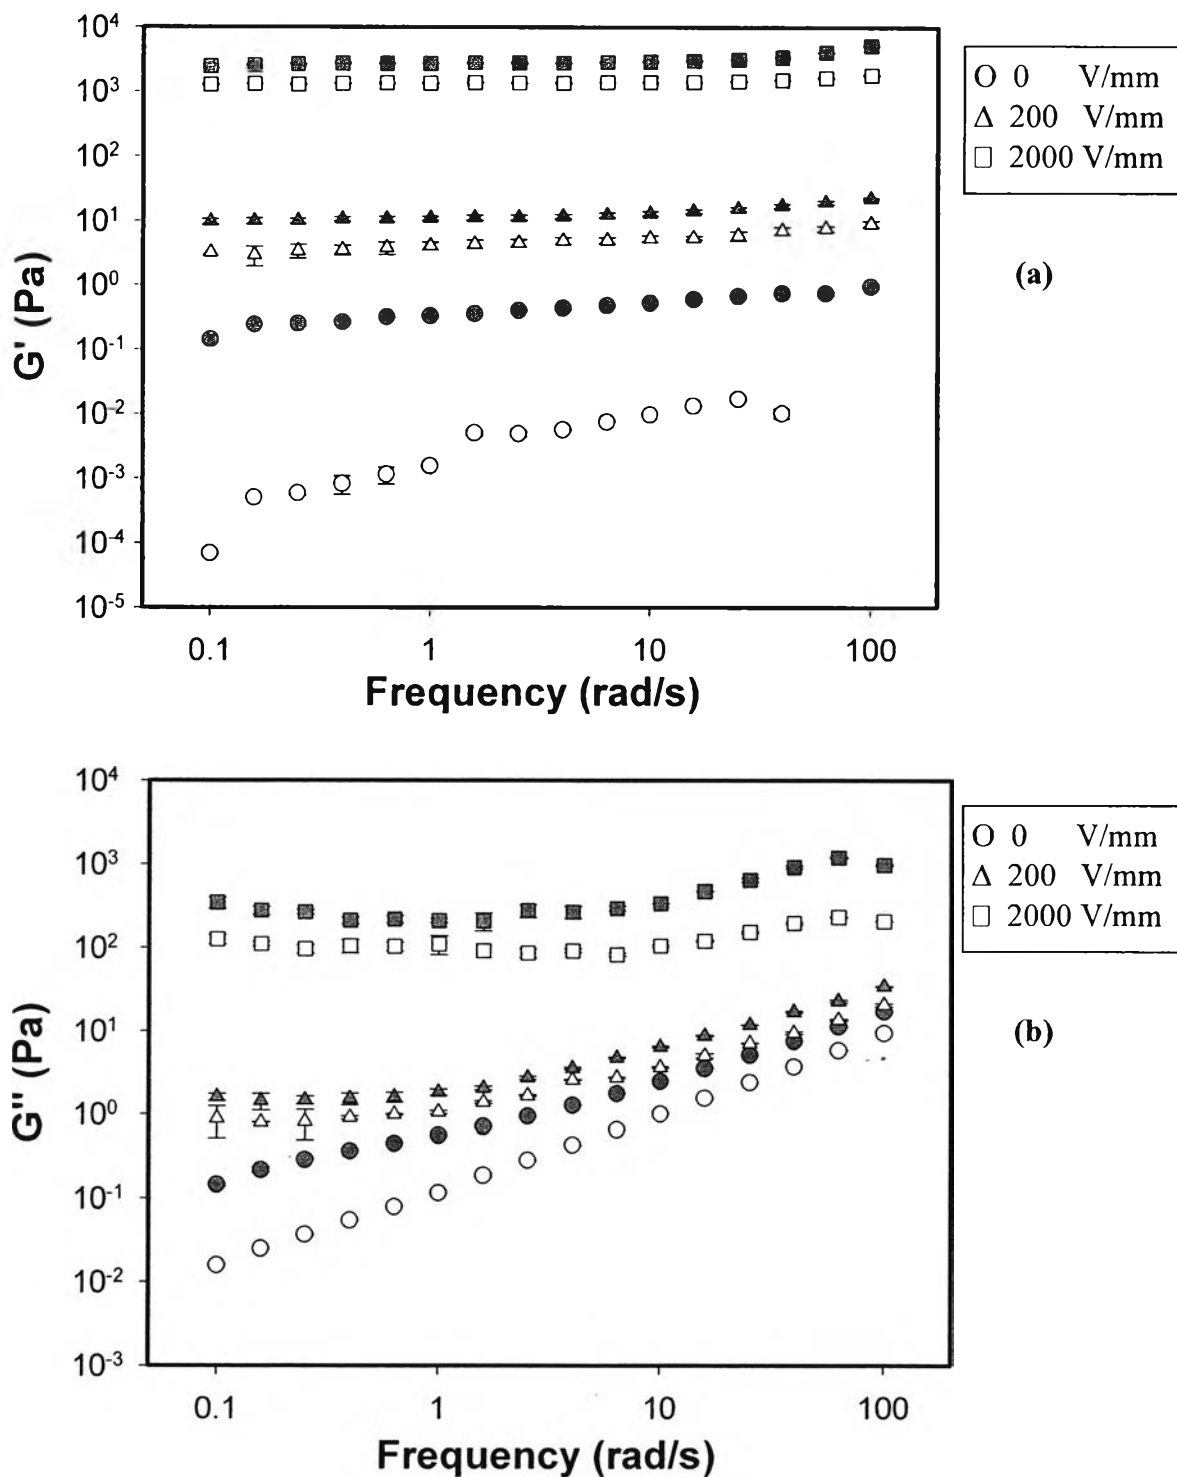 10⁴
10³
10²
10¹
10⁰
10⁻¹
10⁻²
10⁻³
10⁻⁴
10⁻⁵
G' (Pa)
0.1 1 10 100
Frequency (rad/s)
0 V/mm
200 V/mm
2000 V/mm
(a)
10⁴
10³
10²
10¹
10⁰
10⁻¹
10⁻²
10⁻³
G'' (Pa)
0.1 1 10 100
Frequency (rad/s)
0 V/mm
200 V/mm
2000 V/mm
(b)